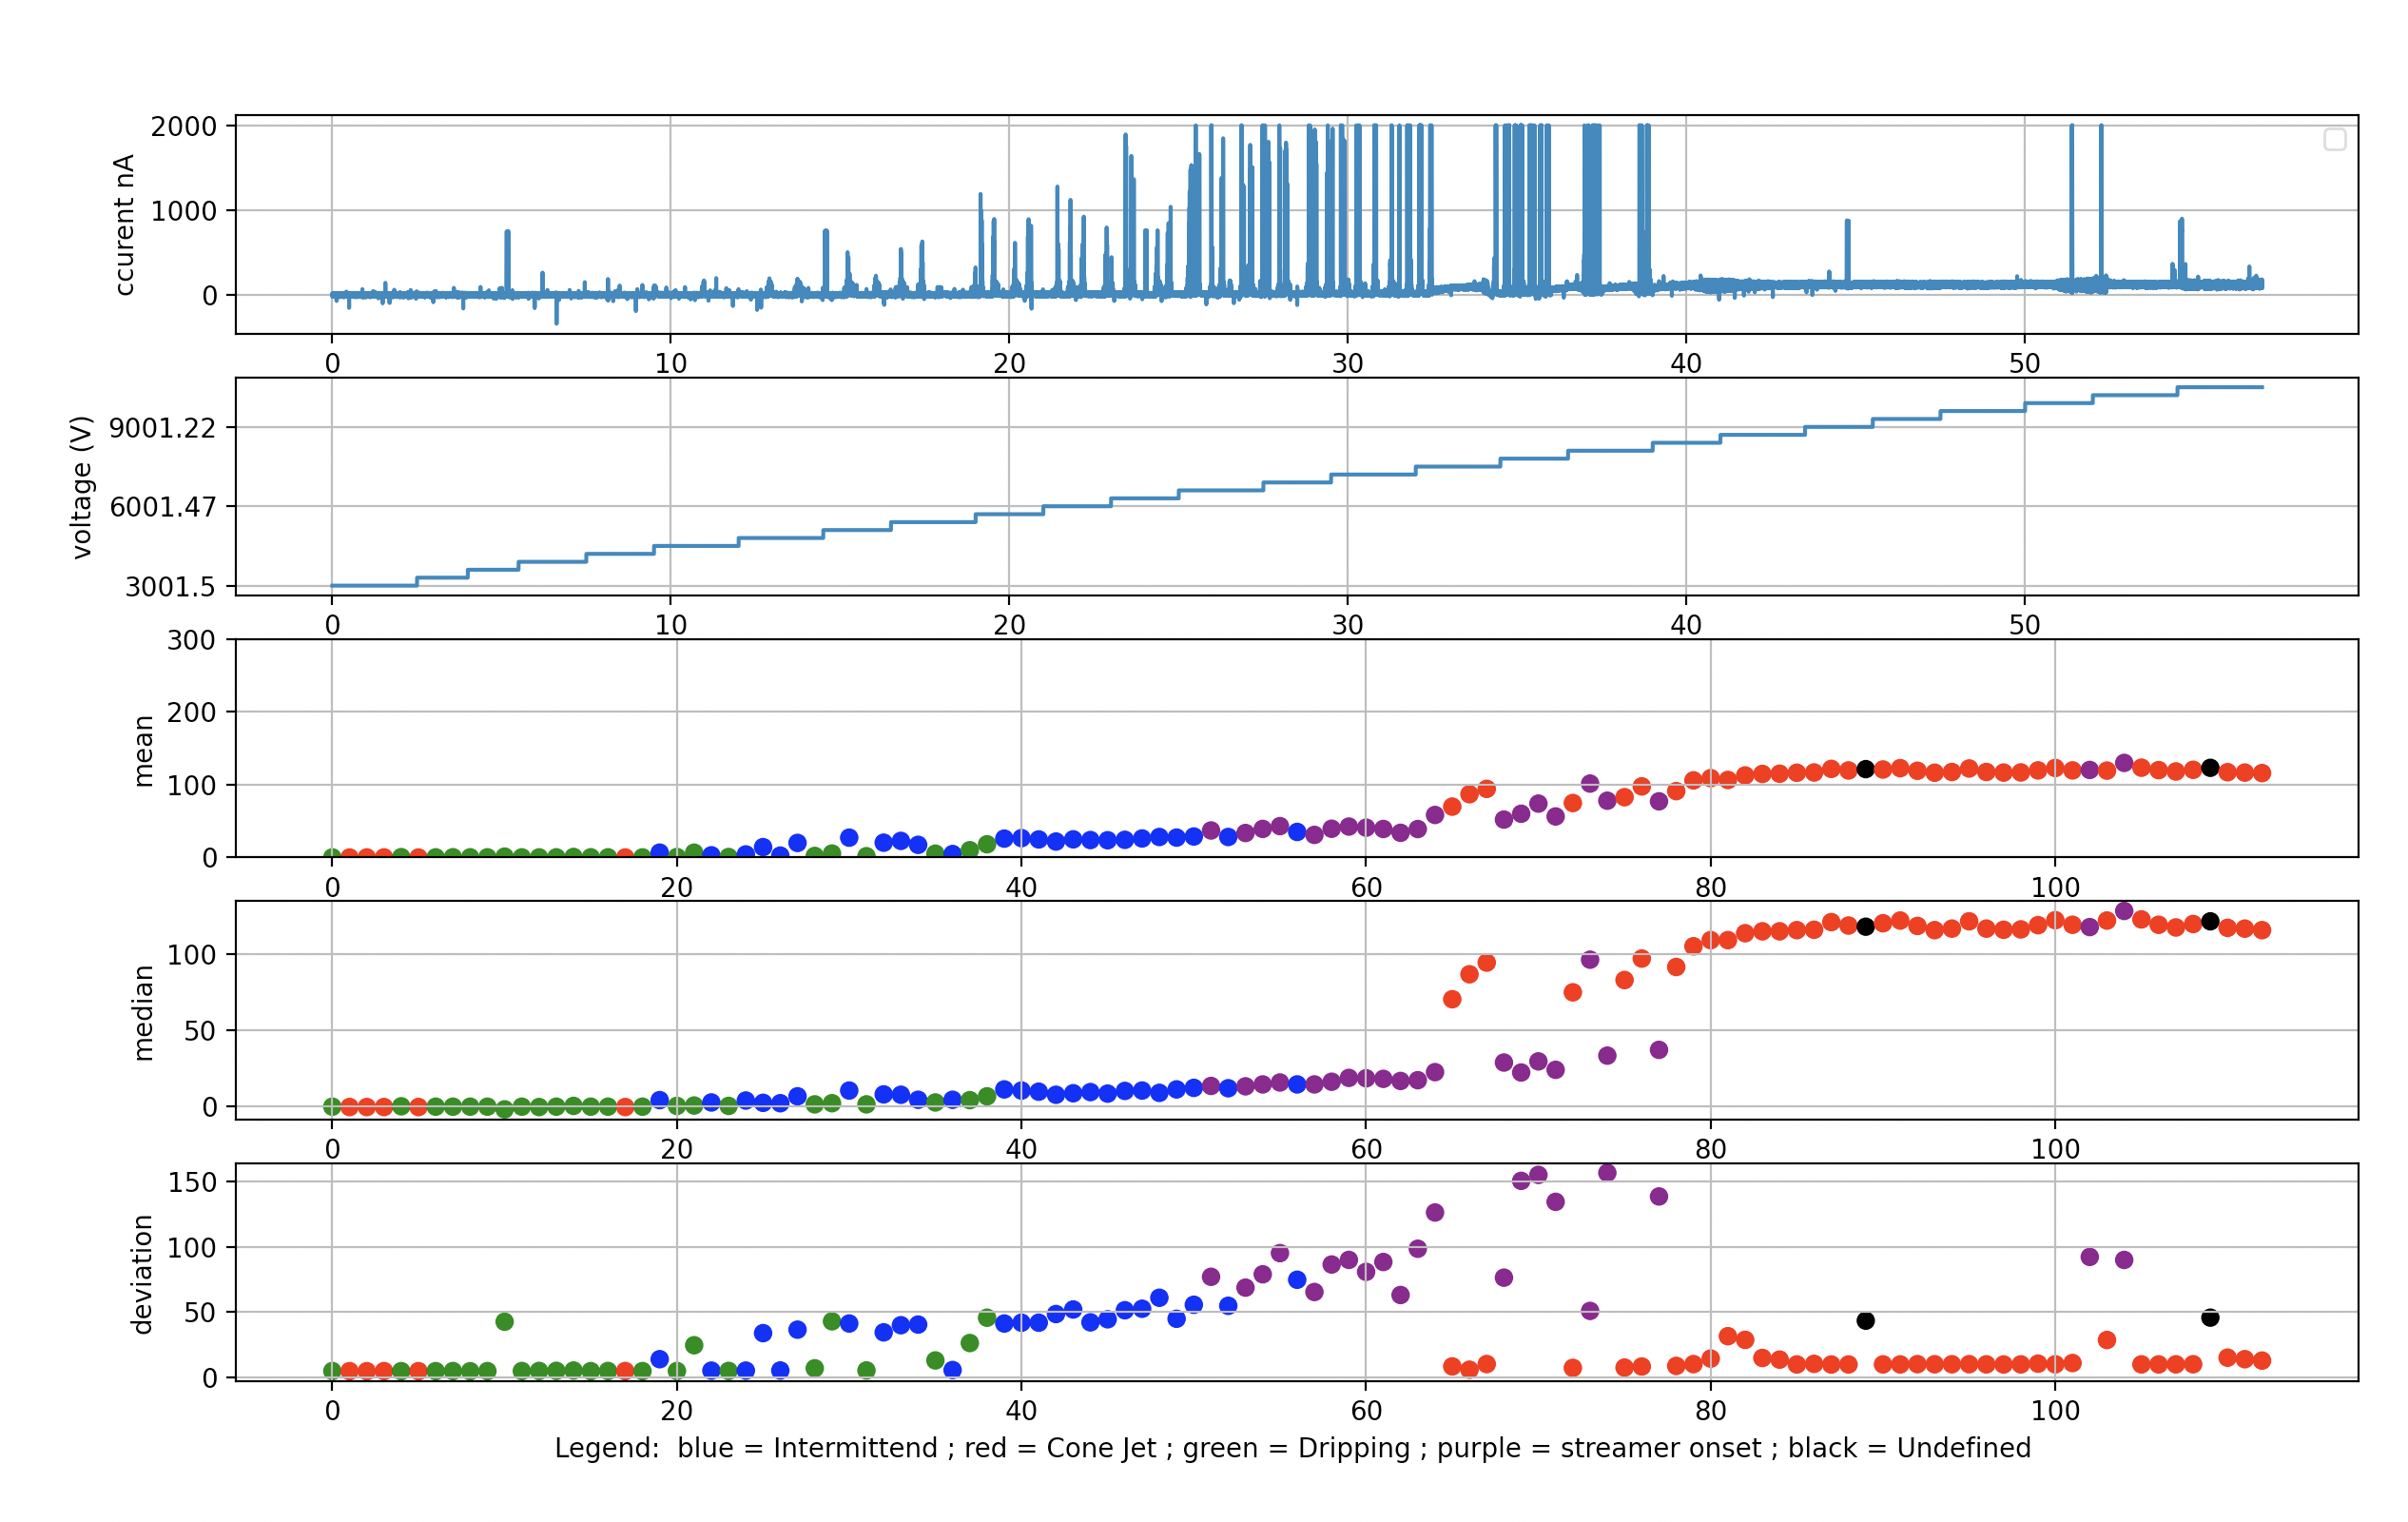 2000
1000
0
ccurent nA
0 10 20 30 40 50
9001.22
6001.47
3001.5
voltage (V)
0 10 20 30 40 50
300
200
100
0
mean
0 20 40 60 80 100
100
50
0
median
0 20 40 60 80 100
150
100
50
0
deviation
0 20 40 60 80 100
Legend:  blue = Intermittend ; red = Cone Jet ; green = Dripping ; purple = streamer onset ; black = Undefined